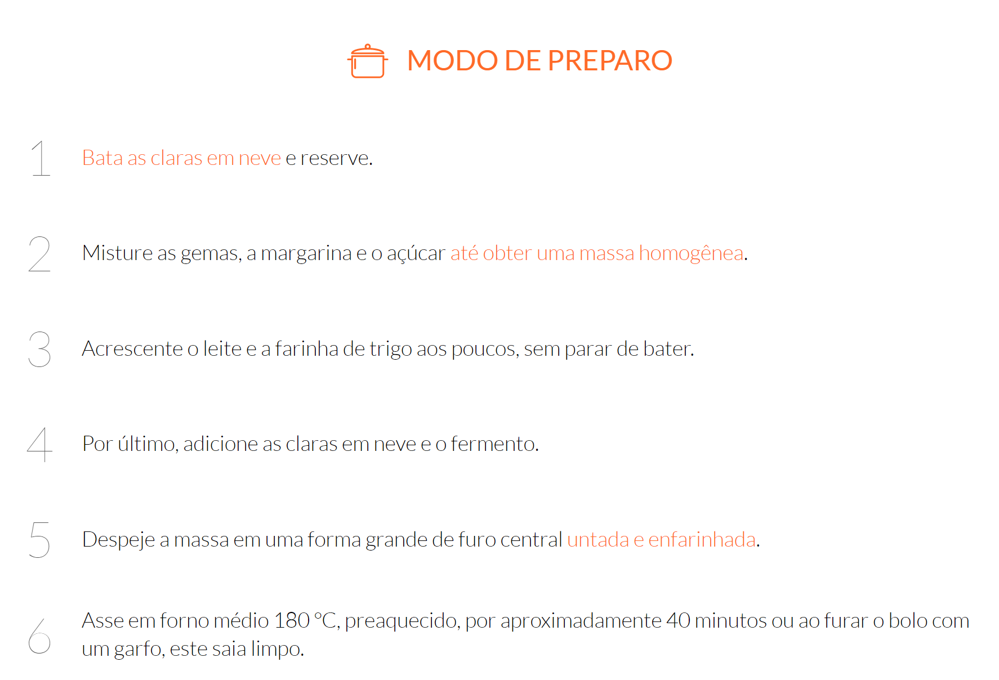 MODO DE PREPARO
1 Bata as claras em neve e reserve.
2 Misture as gemas, a margarina e o açúcar até obter uma massa homogênea.
3 Acrescente o leite e a farinha de trigo aos poucos, sem parar de bater.
4 Por último, adicione as claras em neve e o fermento.
5 Despeje a massa em uma forma grande de furo central untada e enfarinhada.
6 Asse em forno médio 180 °C, preaquecido, por aproximadamente 40 minutos ou ao furar o bolo com
um garfo, este saia limpo.